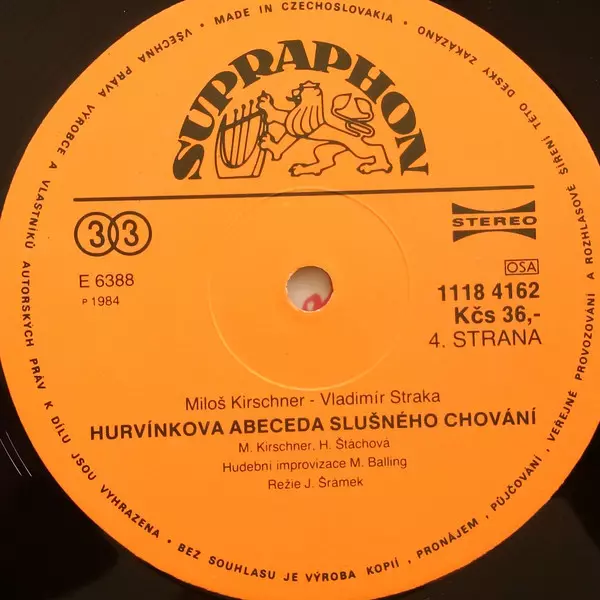 • MADE IN CZECHOSLOVAKIA •
VŠECHNA PRÁVA VÝROBCE A VLASTNÍKŮ AUTORSKÝCH PRÁV K DÍLU JSOU VYHRAZENA • BEZ SOUHLASU JE VÝROBA KOPIÍ, PRONÁJEM, PŮJČOVÁNÍ, VEŘEJNÉ PROVOZOVÁNÍ A ROZHLASOVÉ ŠÍŘENÍ TÉTO DESKY ZAKÁZÁNO
SUPRAPHON
33
STEREO
E 6388
P 1984
OSA
1118 4162
Kčs 36,-
4. STRANA
Miloš Kirschner - Vladimír Straka
HURVÍNKOVA ABECEDA SLUŠNÉHO CHOVÁNÍ
M. Kirschner, H. Štáchová
Hudební improvizace M. Balling
Režie J. Šrámek